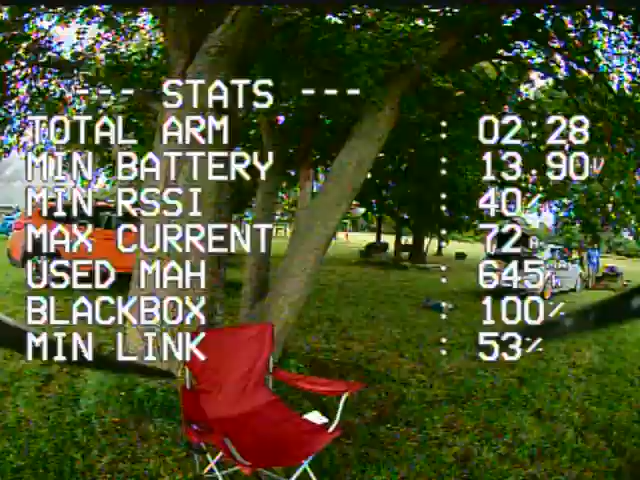 --- STATS ---
TOTAL ARM : 02:28
MIN BATTERY : 13.90V
MIN RSSI : 40%
MAX CURRENT : 72A
USED MAH : 645%
BLACKBOX : 100%
MIN LINK : 53%